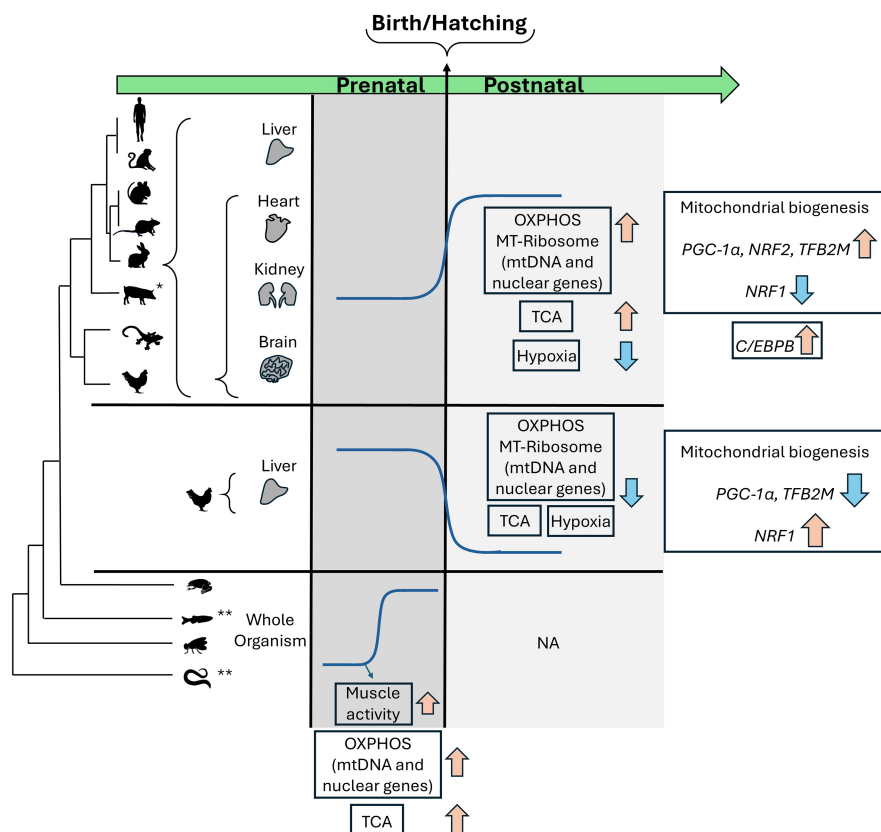 Birth/Hatching
Prenatal
Postnatal
Liver
Heart
Kidney
Brain
*
OXPHOS
MT-Ribosome
(mtDNA and
nuclear genes)
TCA
Hypoxia
Mitochondrial biogenesis
PGC-1α, NRF2, TFB2M
NRF1
C/EBPB
Liver
OXPHOS
MT-Ribosome
(mtDNA and
nuclear genes)
TCA
Hypoxia
Mitochondrial biogenesis
PGC-1α, TFB2M
NRF1
**
**
Whole
Organism
NA
Muscle
activity
OXPHOS
(mtDNA and
nuclear genes)
TCA